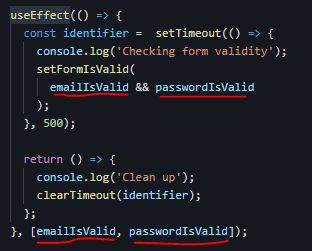 useEffect(() => {
  const identifier =  setTimeout(() => {
    console.log('Checking form validity');
    setFormIsValid(
      emailIsValid && passwordIsValid
    );
  }, 500);

  return () => {
    console.log('Clean up');
    clearTimeout(identifier);
  };
}, [emailIsValid, passwordIsValid]);